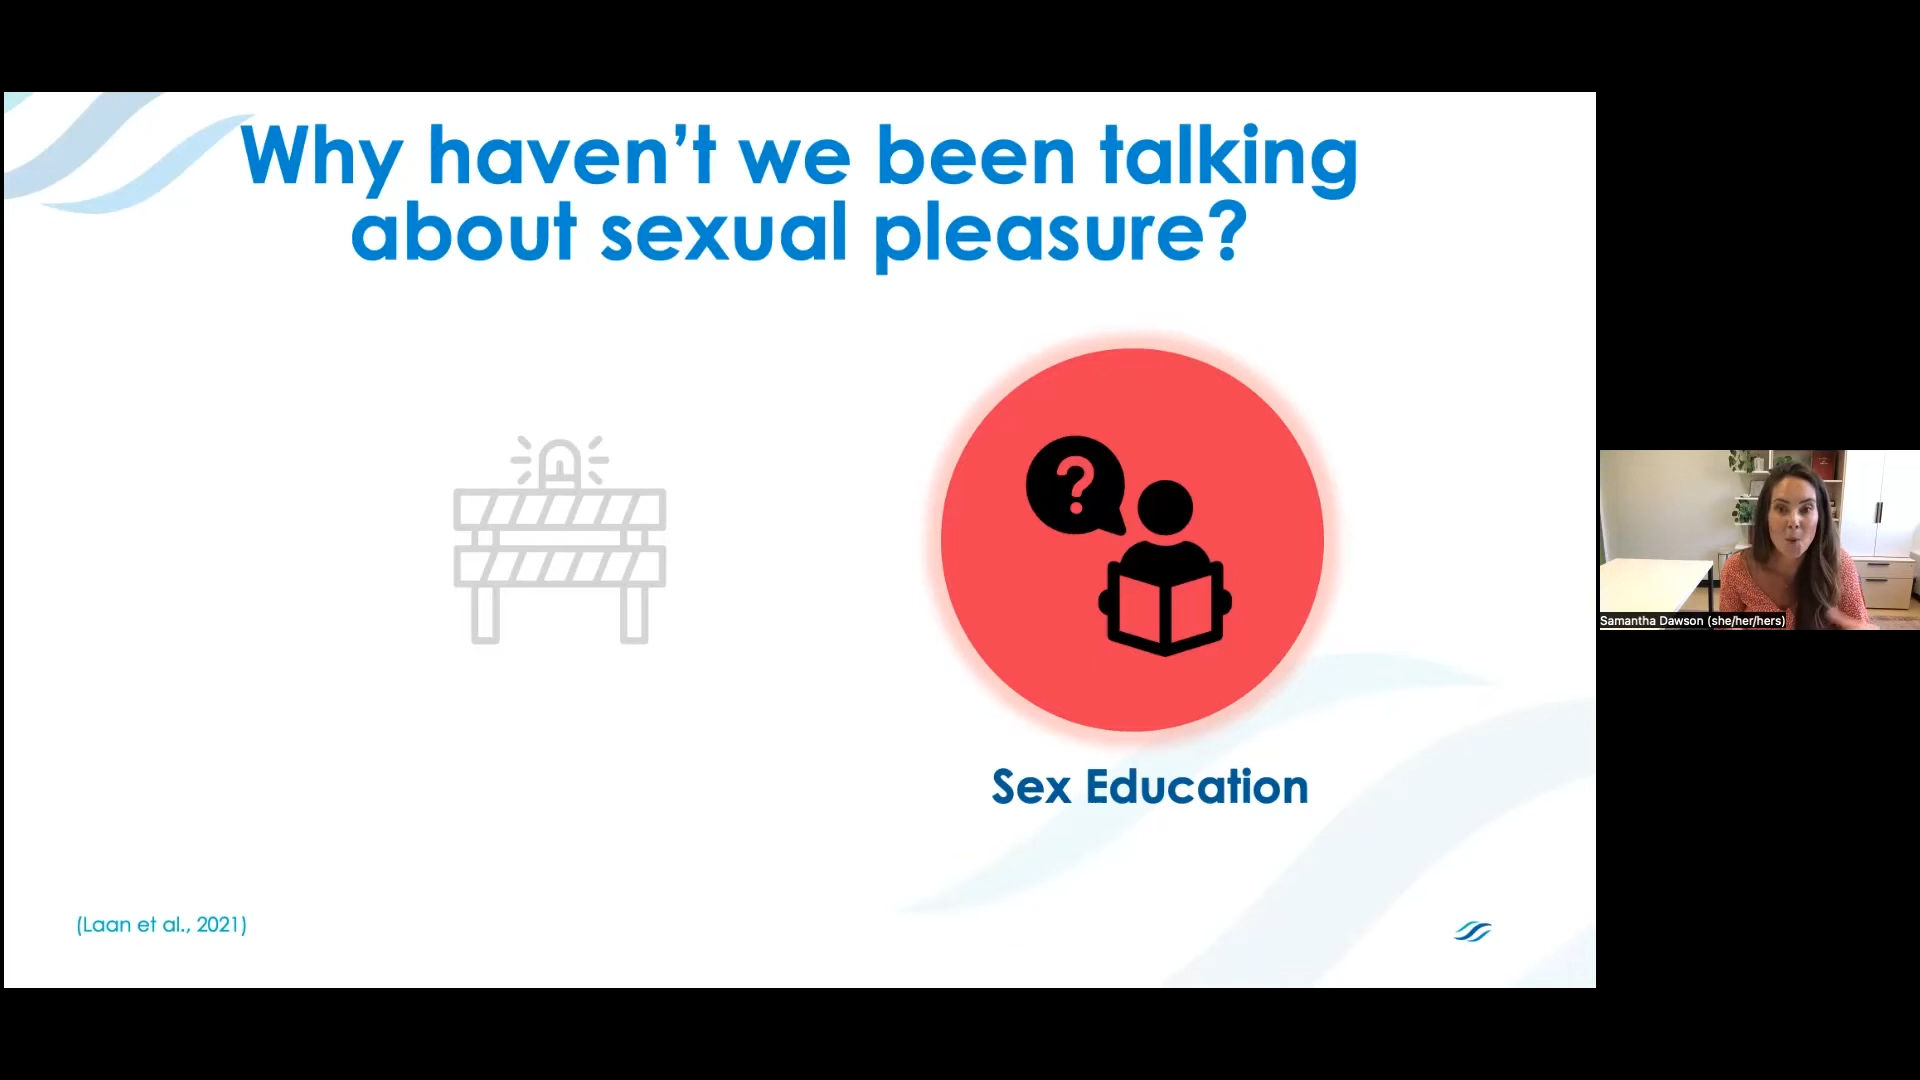 Why haven’t we been talking
about sexual pleasure?
?
Sex Education
(Laan et al., 2021)
Samantha Dawson (she/her/hers)